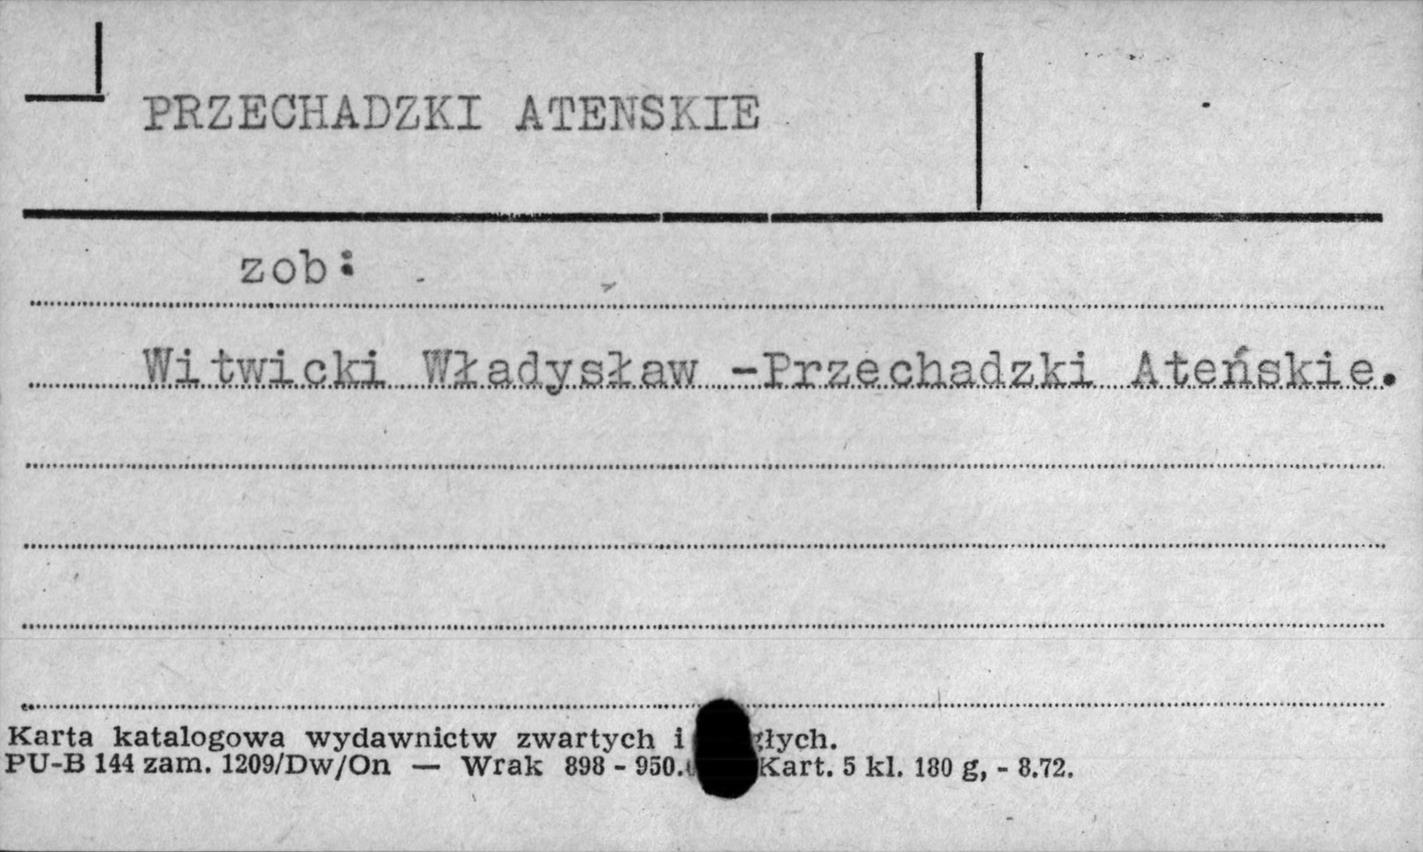 PRZECHADZKI ATENSKIE
zob:
Witwicki Władysław -Przechadzki Ateńskie.
Karta katalogowa wydawnictw zwartych i
PU-B 144 zam. 1209/Dw/On — Wrak 898 - 950. Kart. 5 kl. 180 g, - 8.72.